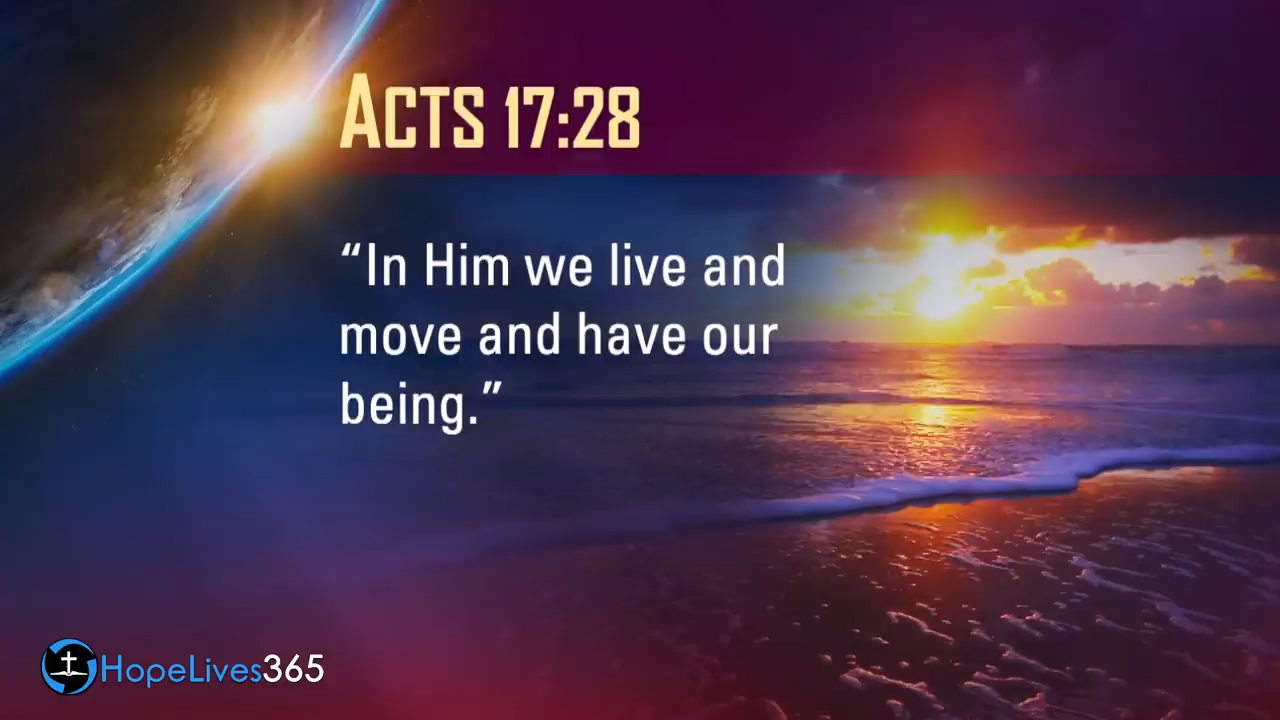 ACTS 17:28
“In Him we live and
move and have our
being.”
HopeLives365